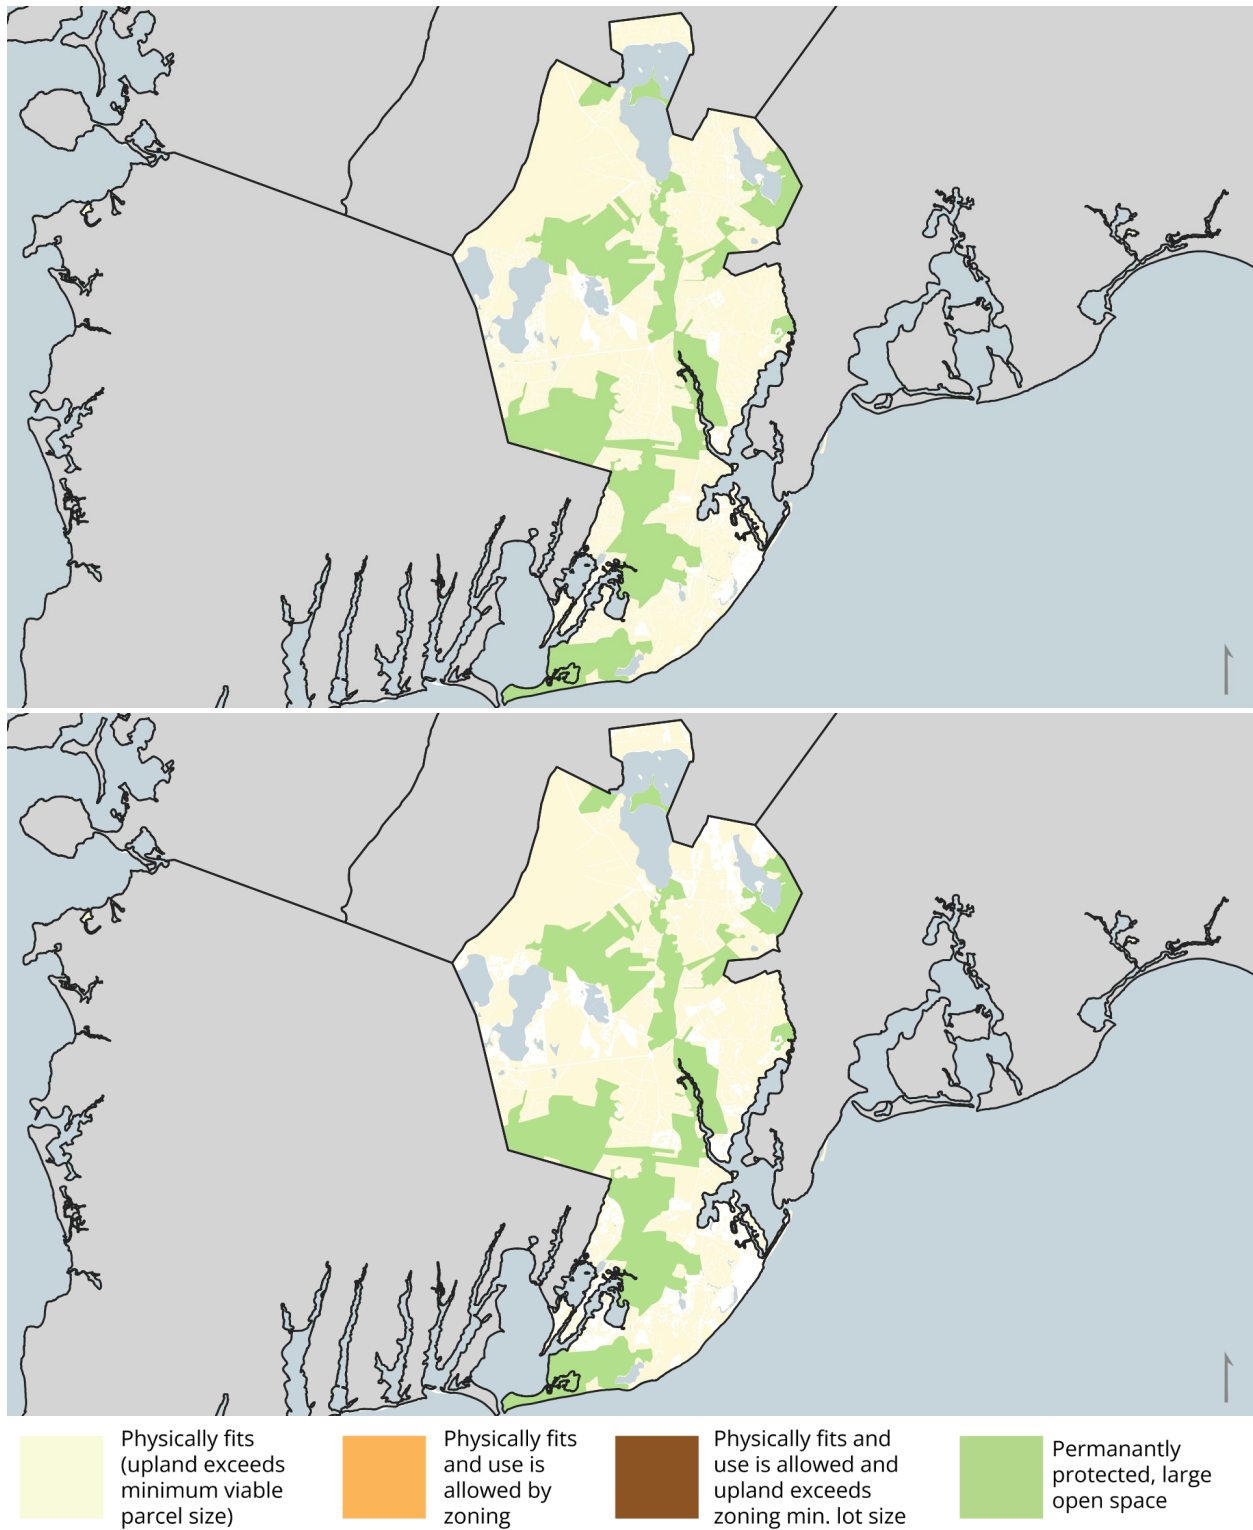 Physically fits
(upland exceeds
minimum viable
parcel size)
Physically fits
and use is
allowed by
zoning
Physically fits and
use is allowed and
upland exceeds
zoning min. lot size
Permanantly
protected, large
open space